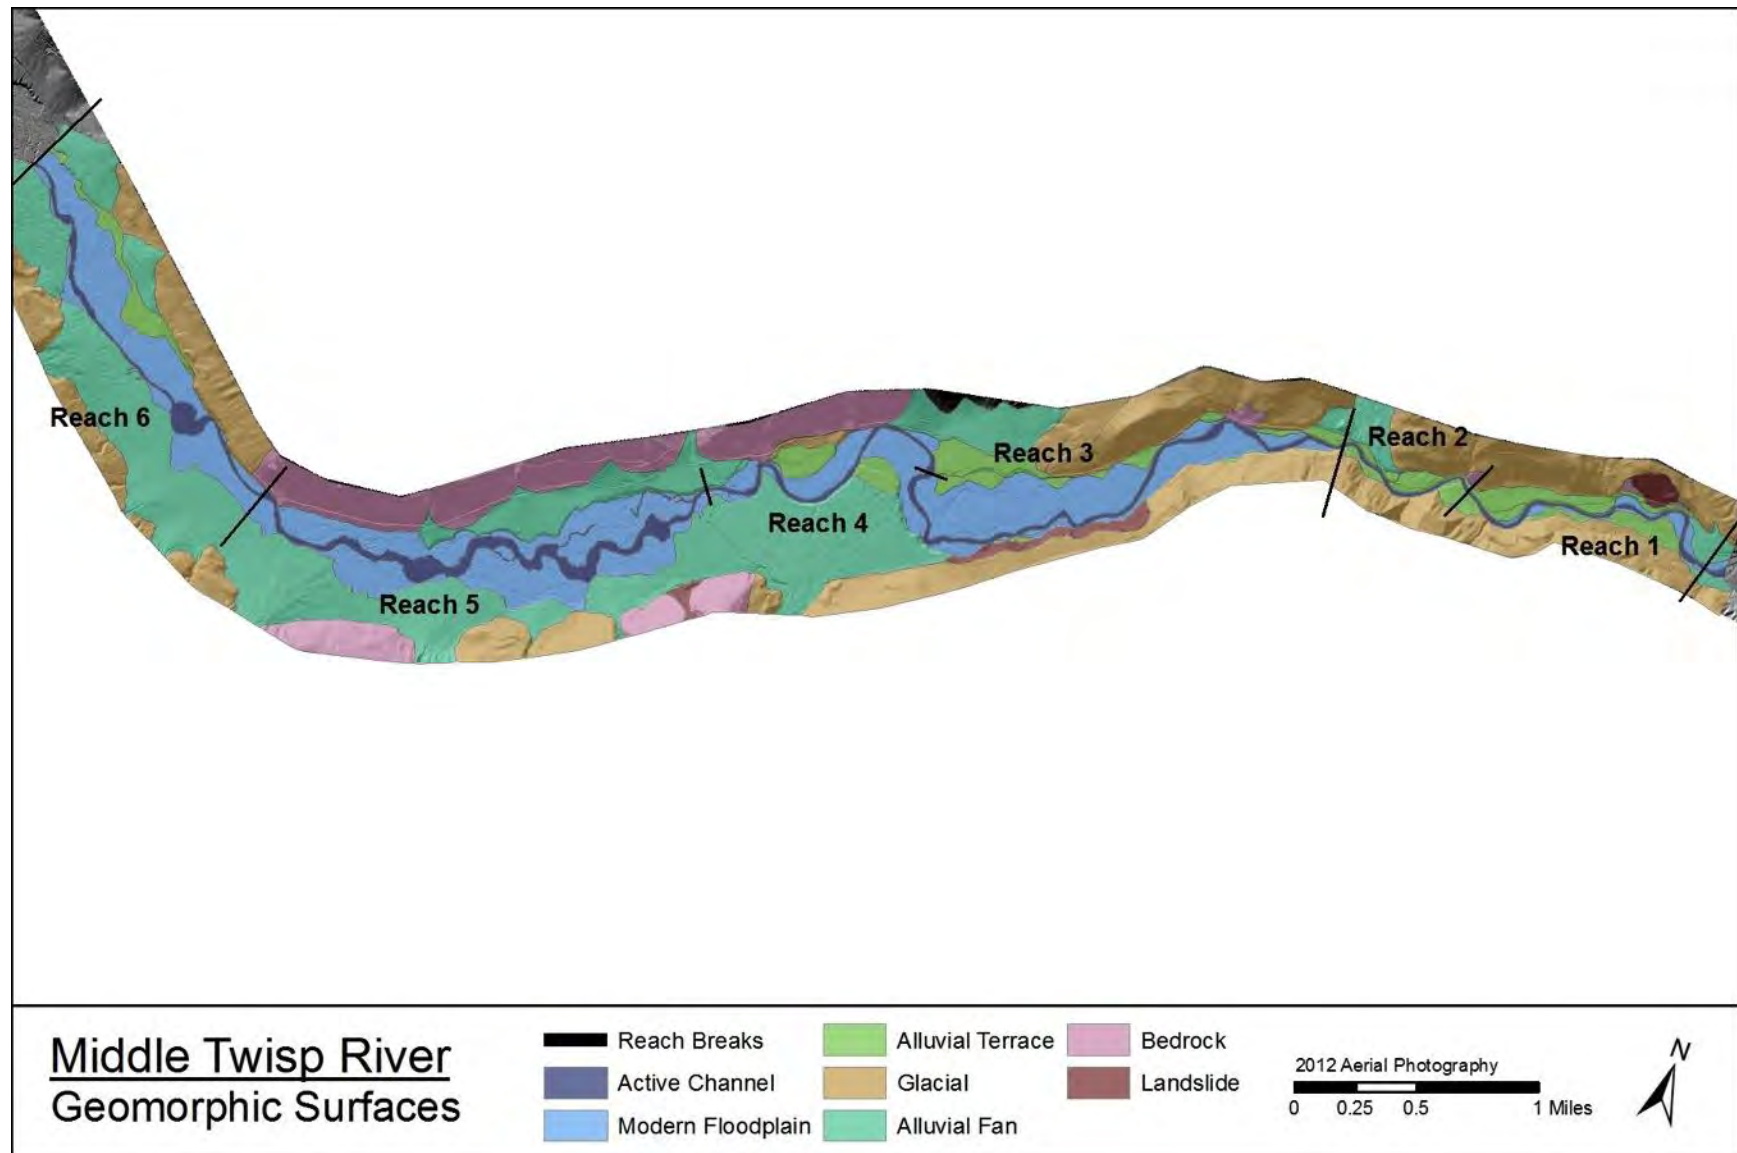 Reach 6
Reach 5
Reach 4
Reach 3
Reach 2
Reach 1
Middle Twisp River
Geomorphic Surfaces
Reach Breaks
Active Channel
Modern Floodplain
Alluvial Terrace
Glacial
Alluvial Fan
Bedrock
Landslide
2012 Aerial Photography
0 0.25 0.5 1 Miles
N